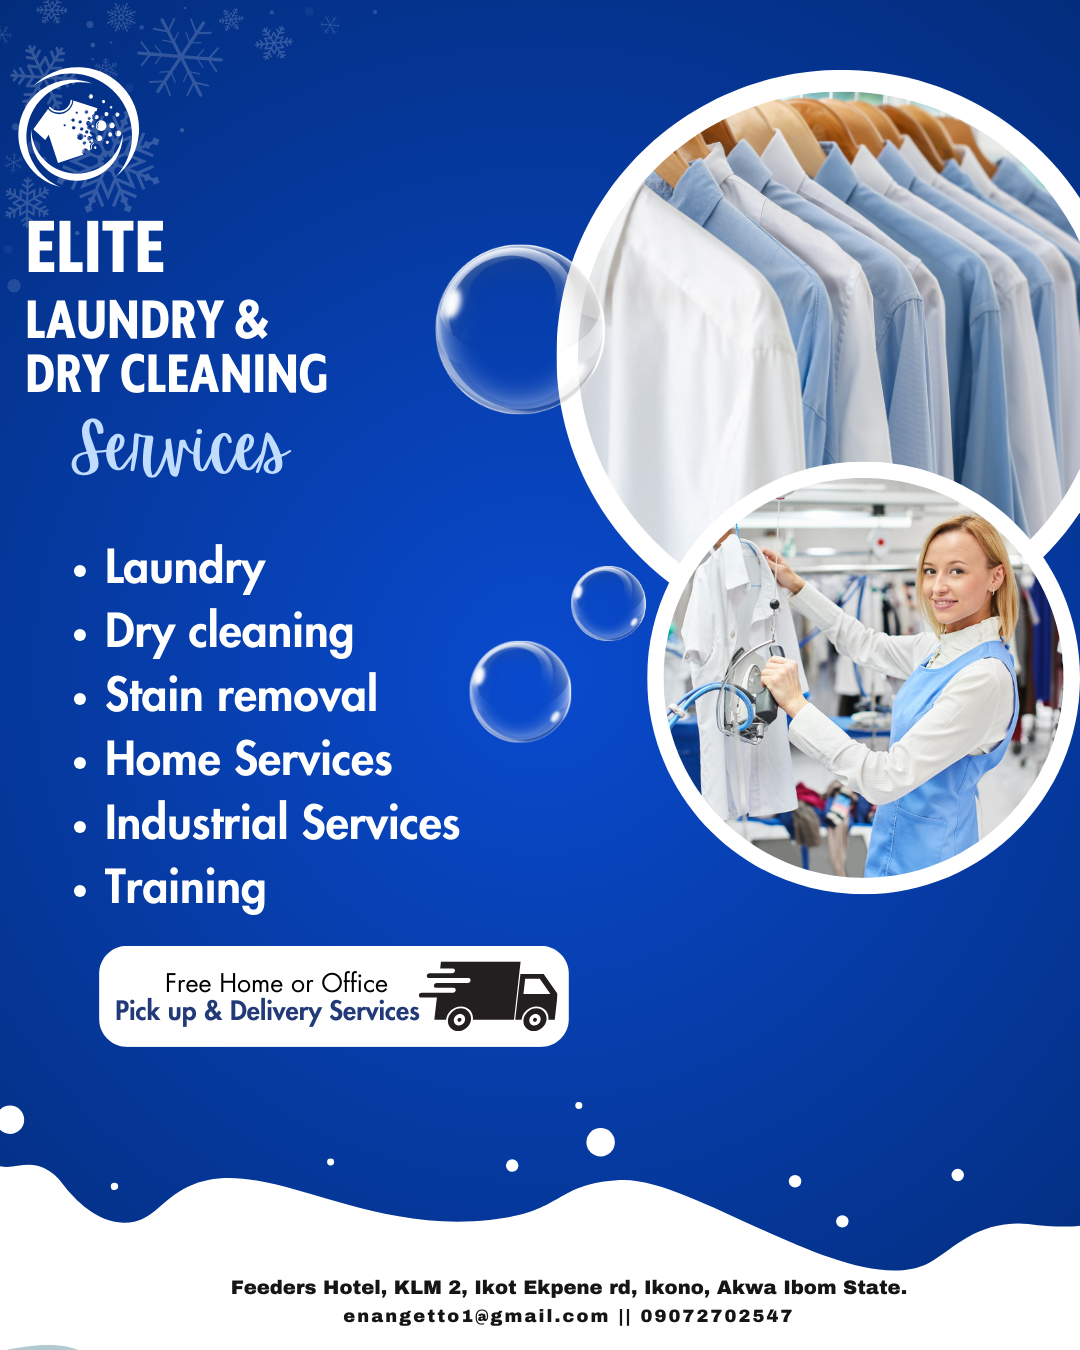 ELITE
LAUNDRY &
DRY CLEANING
Services
• Laundry
• Dry cleaning
• Stain removal
• Home Services
• Industrial Services
• Training
Free Home or Office
Pick up & Delivery Services
Feeders Hotel, KLM 2, Ikot Ekpene rd, Ikono, Akwa Ibom State.
enangetto1@gmail.com || 09072702547